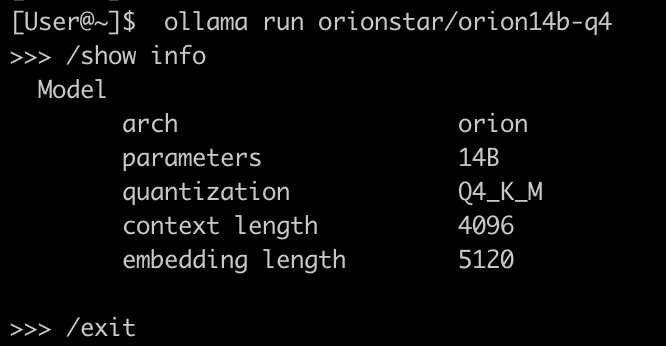 [User@~]$  ollama run orionstar/orion14b-q4
>>> /show info
  Model
        arch                    orion
        parameters              14B
        quantization            Q4_K_M
        context length          4096
        embedding length        5120

>>> /exit